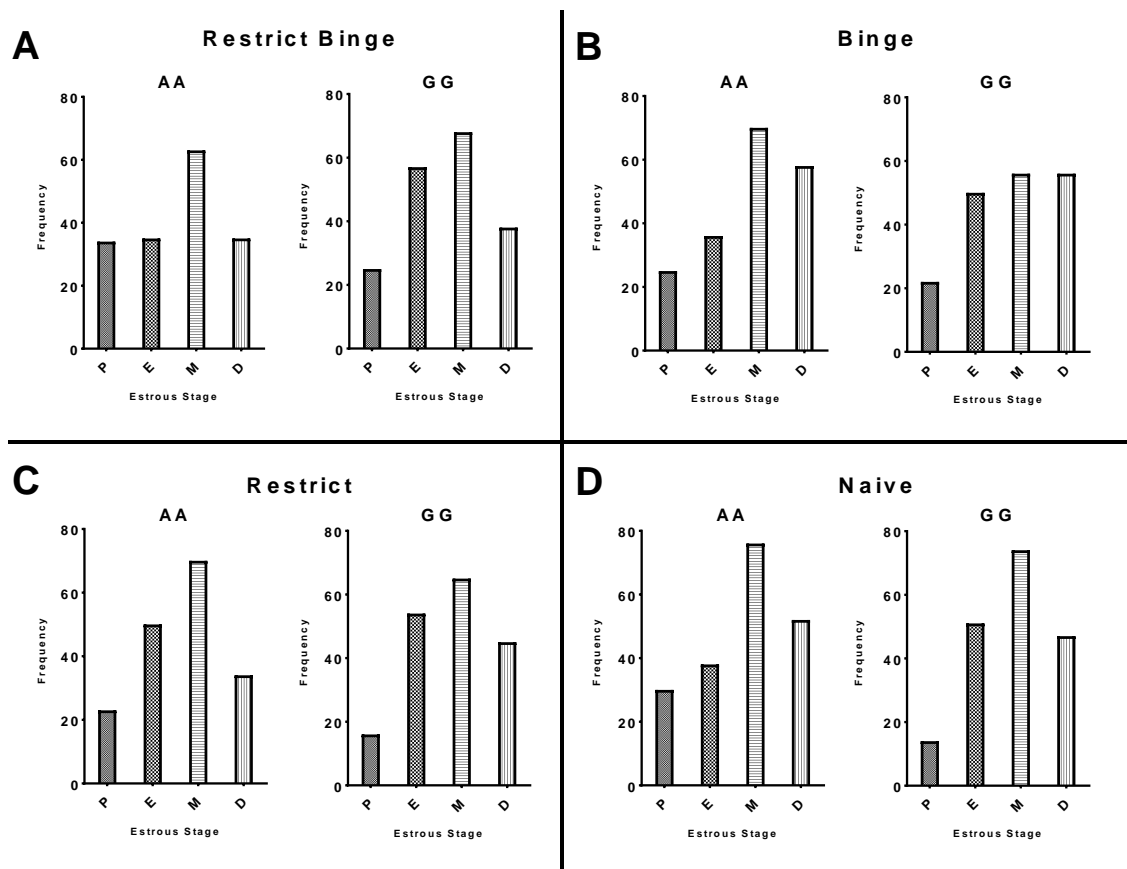 A
Restrict Binge
AA
80
60
40
20
0
Frequency
P E M D
Estrous Stage
GG
80
60
40
20
0
Frequency
P E M D
Estrous Stage
B
Binge
AA
80
60
40
20
0
Frequency
P E M D
Estrous Stage
GG
80
60
40
20
0
Frequency
P E M D
Estrous Stage
C
Restrict
AA
80
60
40
20
0
Frequency
P E M D
Estrous Stage
GG
80
60
40
20
0
Frequency
P E M D
Estrous Stage
D
Naive
AA
80
60
40
20
0
Frequency
P E M D
Estrous Stage
GG
80
60
40
20
0
Frequency
P E M D
Estrous Stage